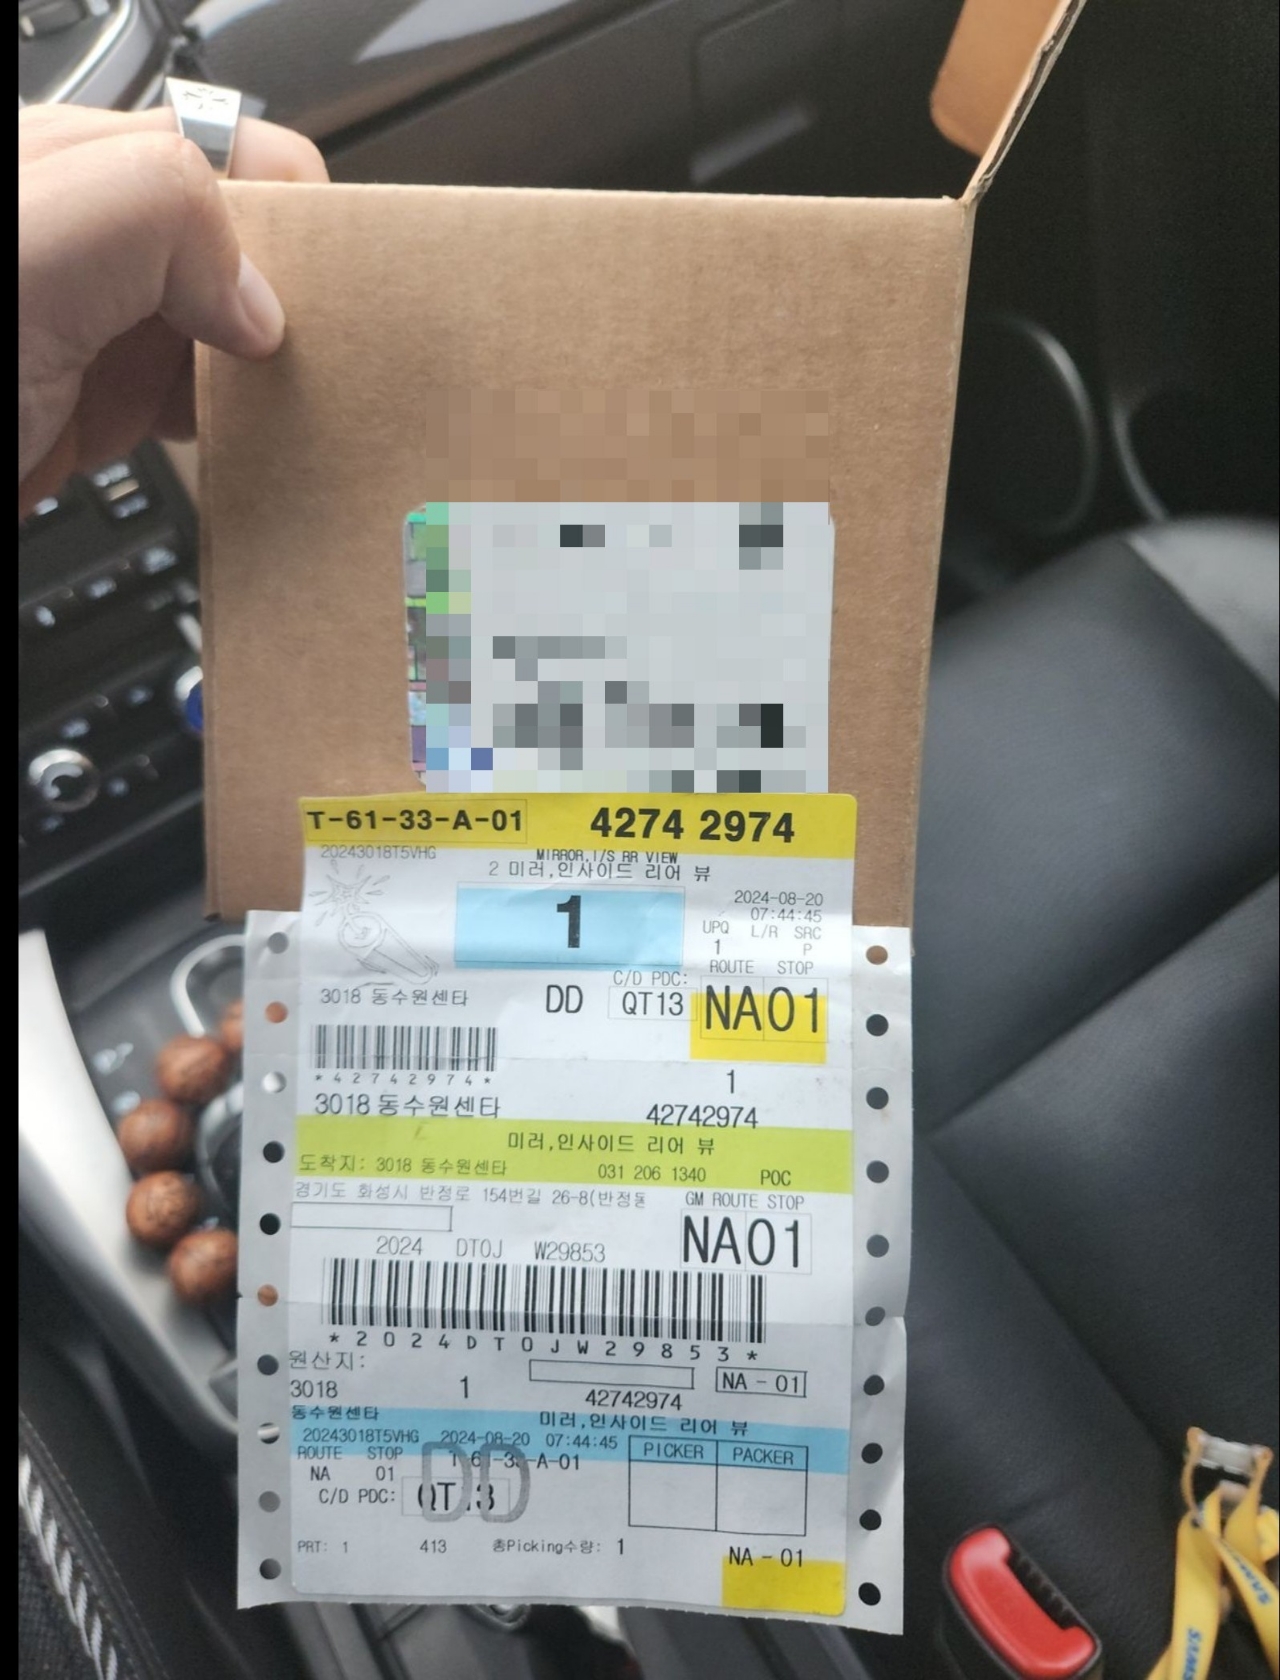 T-61-33-A-01 4274 2974
20243018T5VHG MIRROR,I/S RR VIEW
2 미러,인사이드 리어 뷰
1
2024-08-20
07:44:45
UPQ L/R SRC
1 P
C/D PDC: ROUTE STOP
3018 동수원센타 DD QT13 NA01
*42742974*
1
3018 동수원센타 42742974
미러,인사이드 리어 뷰
도착지: 3018 동수원센타 031 206 1340 POC
경기도 화성시 반정로 154번길 26-8(반정동
GM ROUTE STOP
NA01
2024 DT0J W29853
*2024DT0JW29853*
원산지:
NA - 01
3018 1 42742974
동수원센타 미러,인사이드 리어 뷰
20243018T5VHG 2024-08-20 07:44:45
ROUTE STOP T-61-33-A-01 PICKER PACKER
NA 01
C/D PDC: QT13
DD
PRT: 1 413 총Picking수량: 1 NA - 01